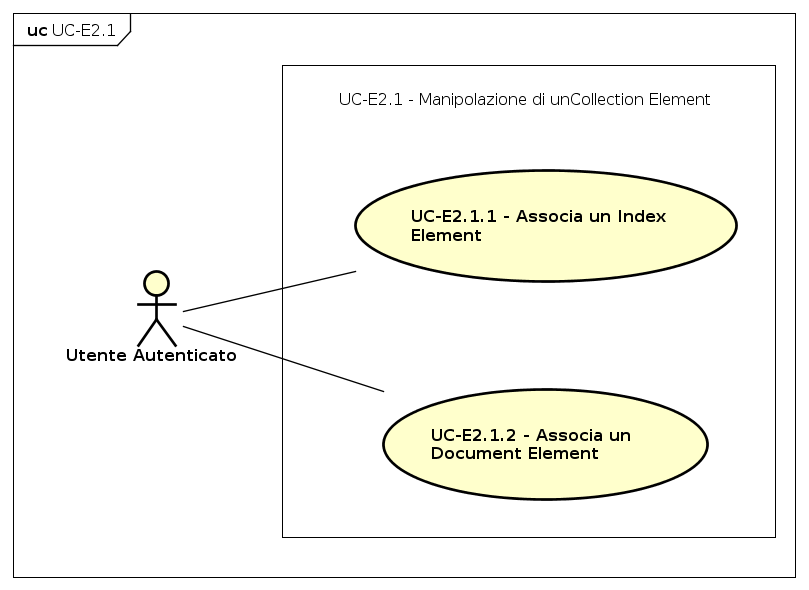 uc UC-E2.1
UC-E2.1 - Manipolazione di unCollection Element
UC-E2.1.1 - Associa un Index
Element
Utente Autenticato
UC-E2.1.2 - Associa un
Document Element